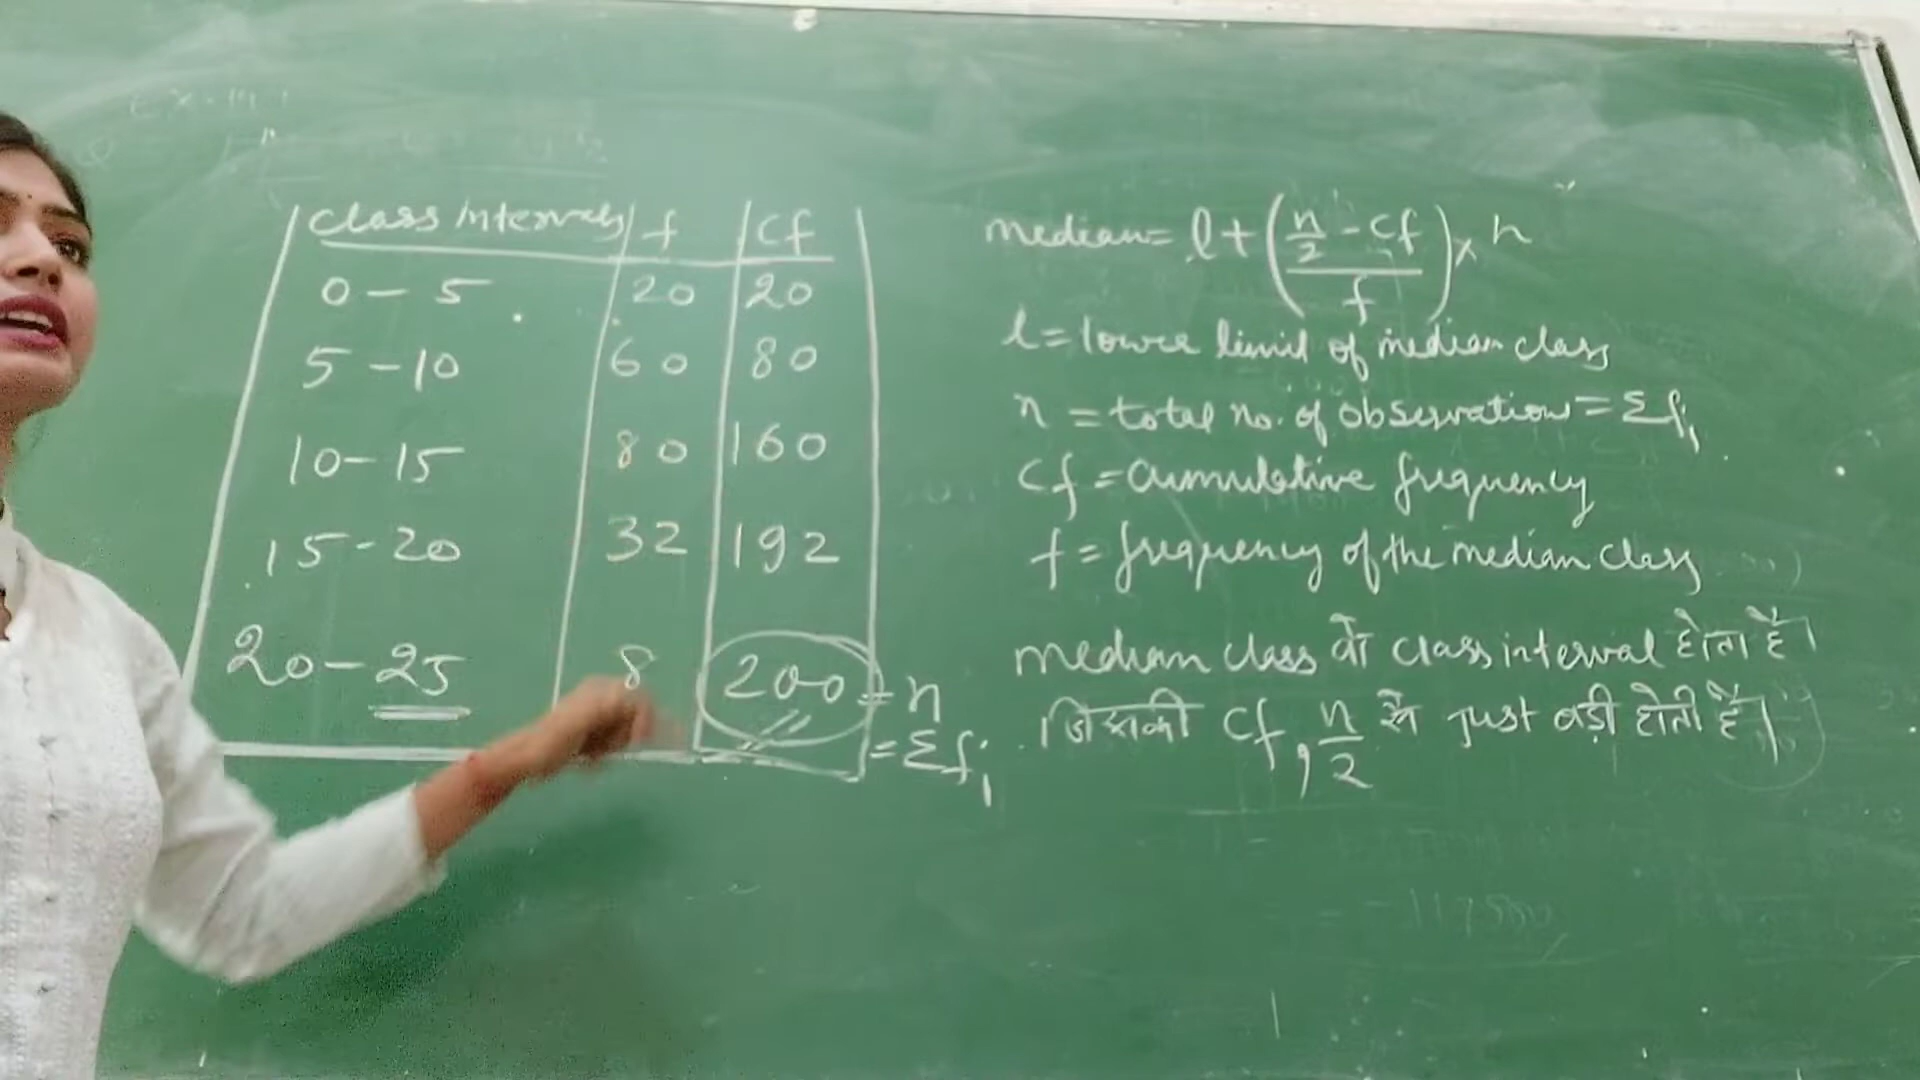 class intervals f cf
0 - 5 20 20
5 - 10 60 80
10 - 15 80 160
15 - 20 32 192
20 - 25 8 200 = n
= Σfi
median = l + ( (n/2 - cf) / f ) × h
l = lower limit of median class
n = total no. of observations = Σfi
cf = cumulative frequency
f = frequency of the median class
median class वो class interval होता है।
जिसकी cf, n/2 से just बड़ी होती है।